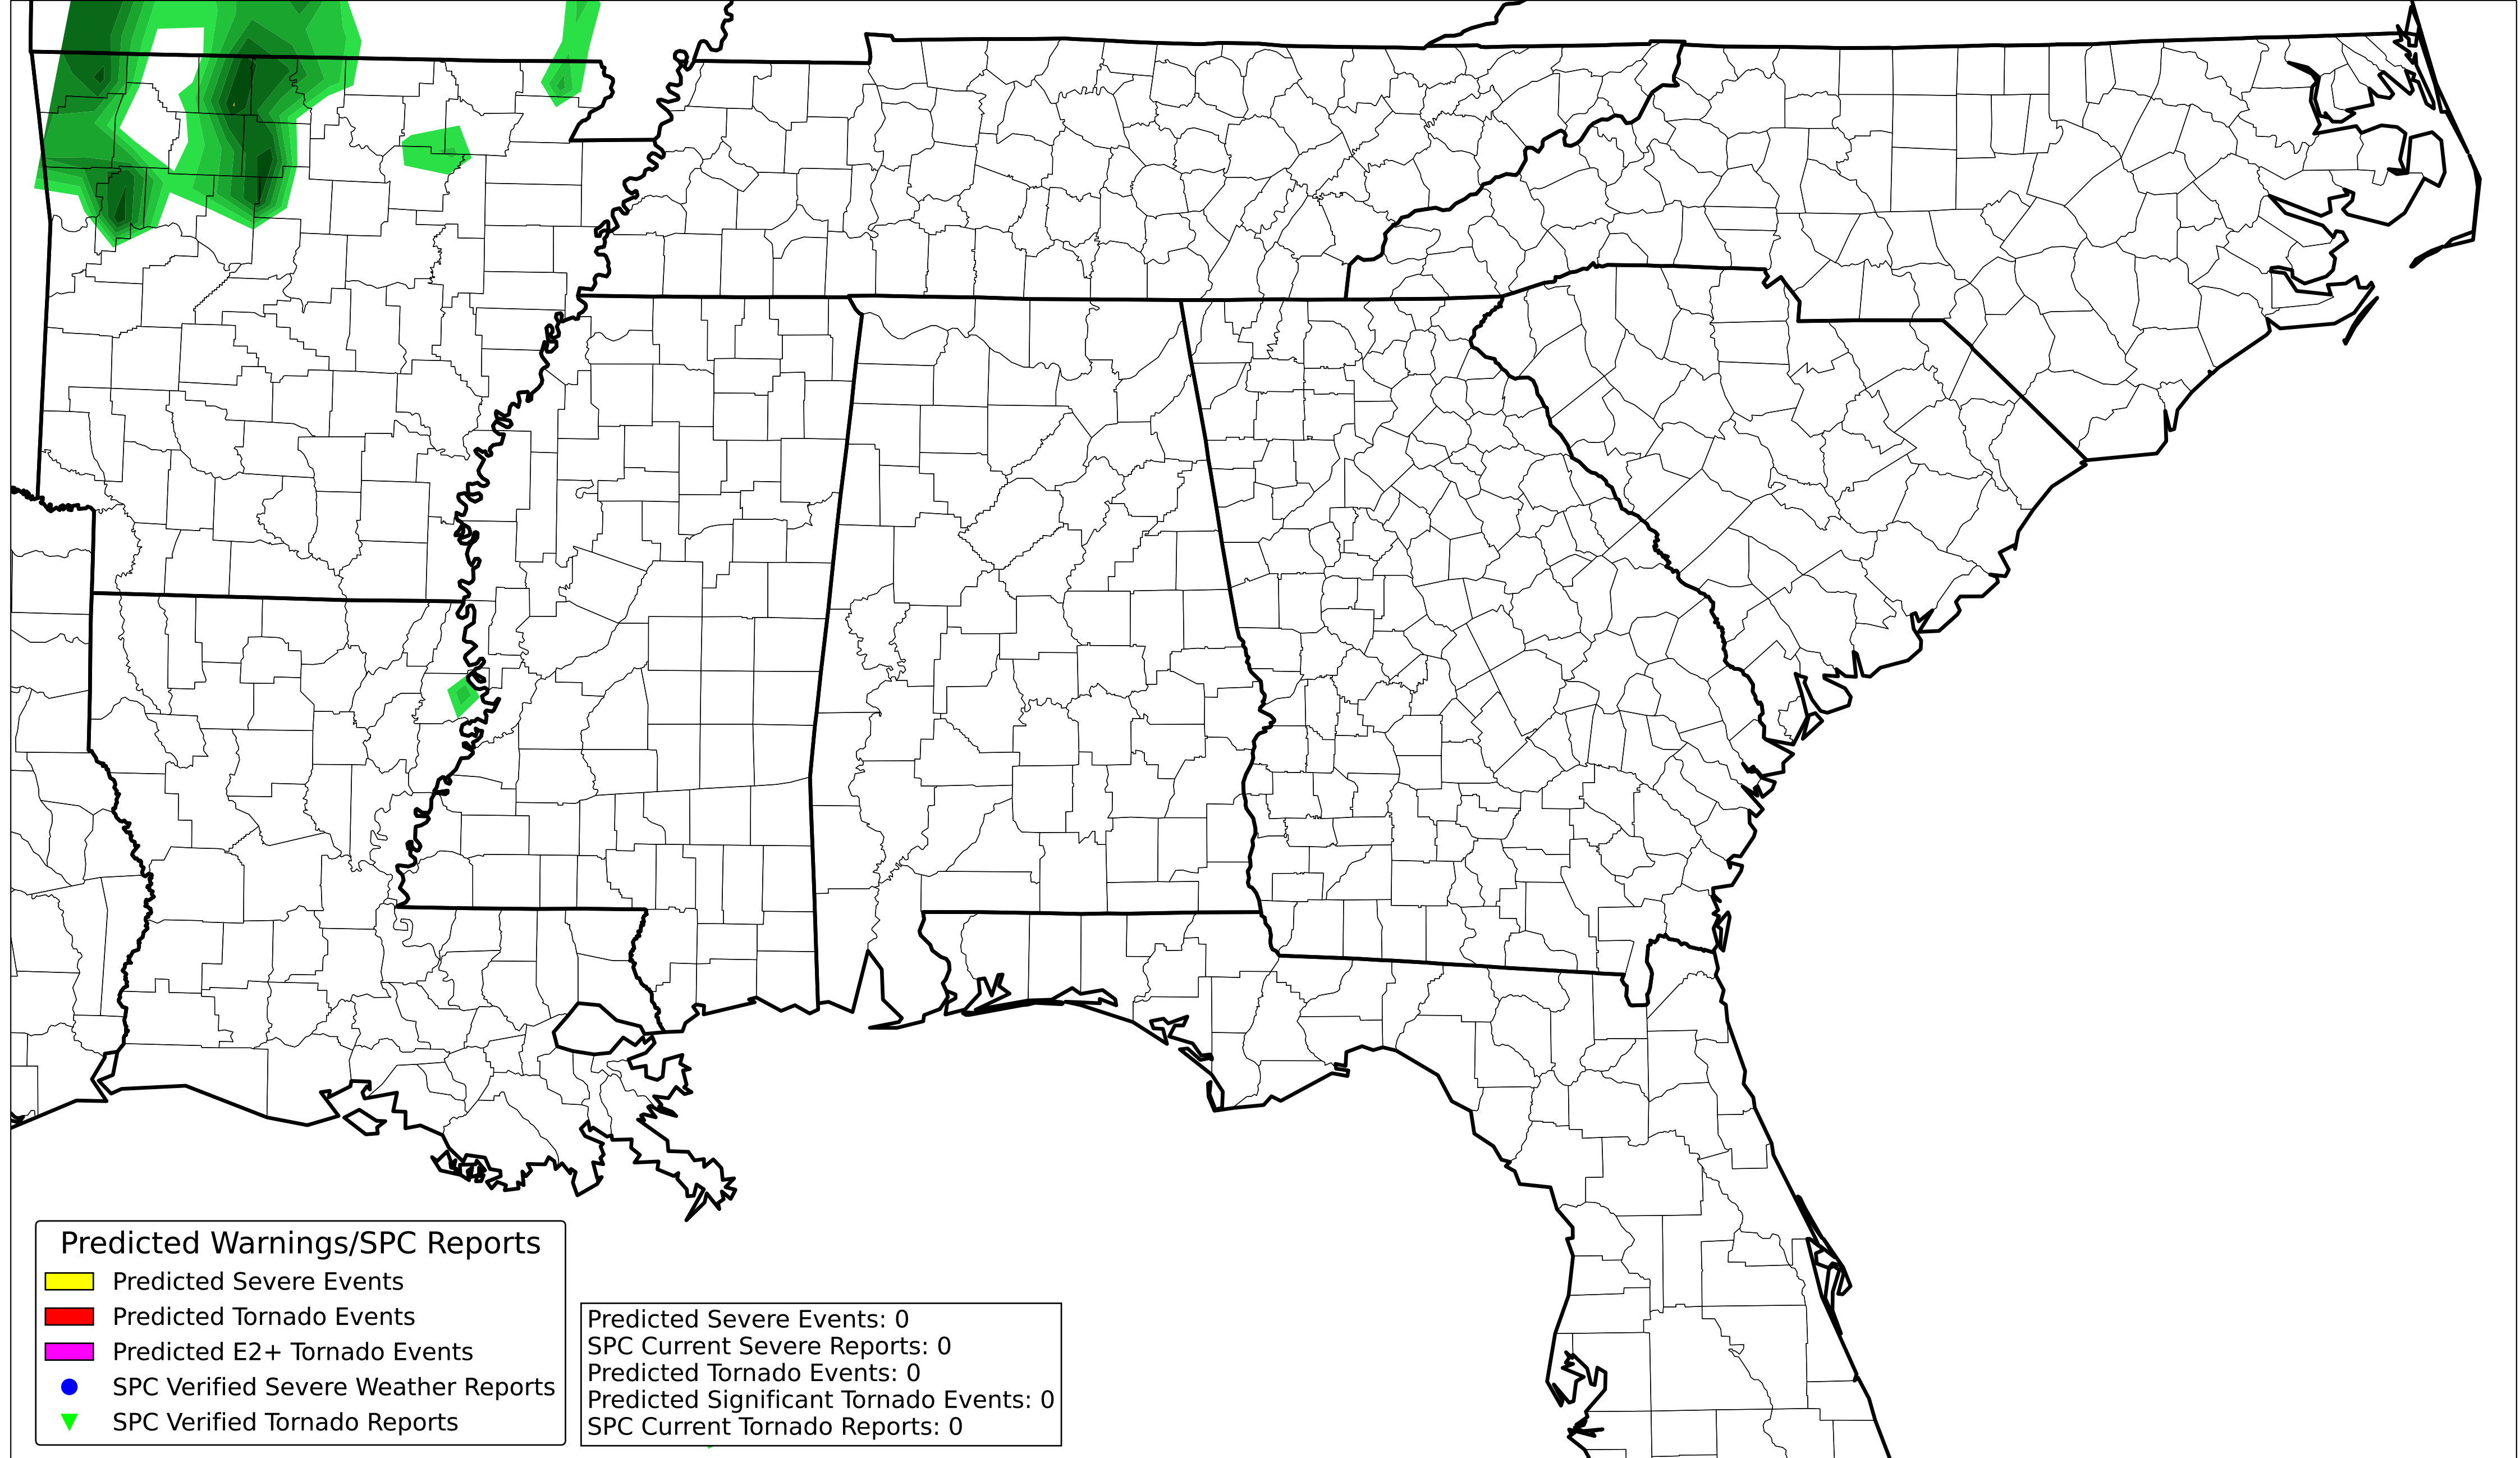 Predicted Warnings/SPC Reports
Predicted Severe Events
Predicted Tornado Events
Predicted E2+ Tornado Events
SPC Verified Severe Weather Reports
SPC Verified Tornado Reports
Predicted Severe Events: 0
SPC Current Severe Reports: 0
Predicted Tornado Events: 0
Predicted Significant Tornado Events: 0
SPC Current Tornado Reports: 0